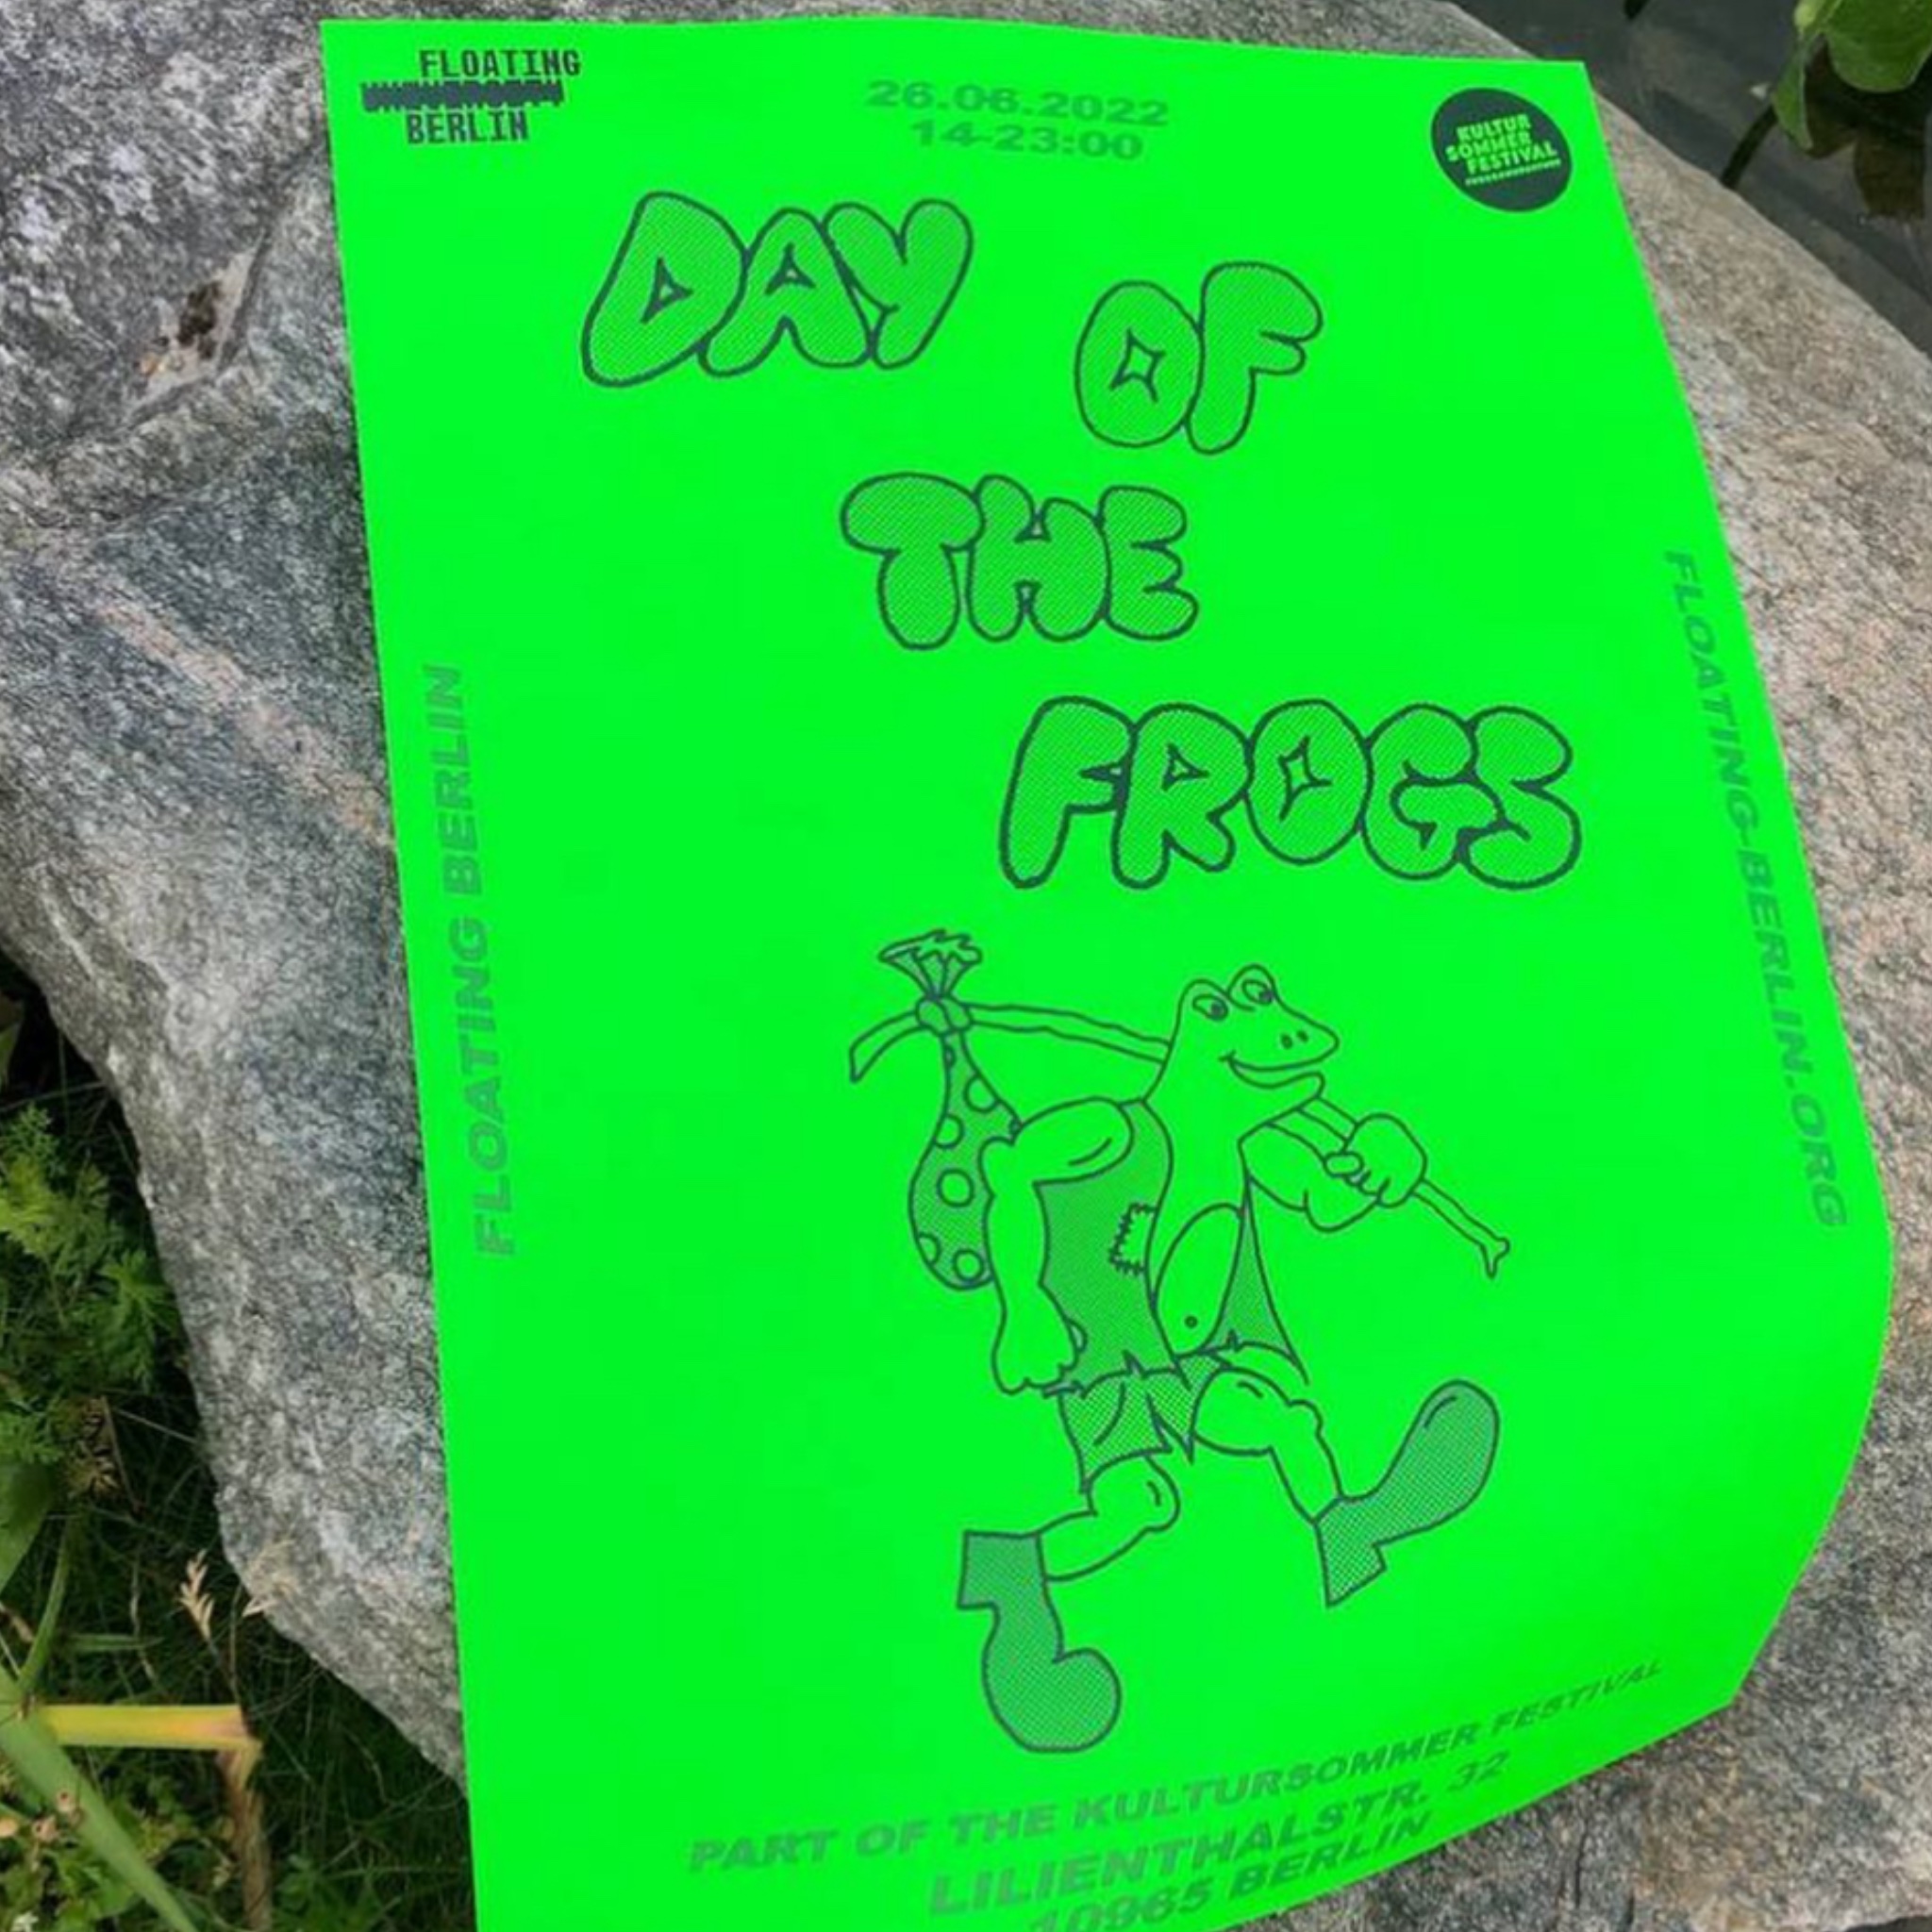 FLOATING
UNIVERSITY
BERLIN
26.06.2022
14-23:00
KULTUR
SOMMER
FESTIVAL
DAY
OF
THE
FROGS
FLOATING BERLIN
FLOATING-BERLIN.ORG
PART OF THE KULTURSOMMER FESTIVAL
LILIENTHALSTR. 32
10965 BERLIN